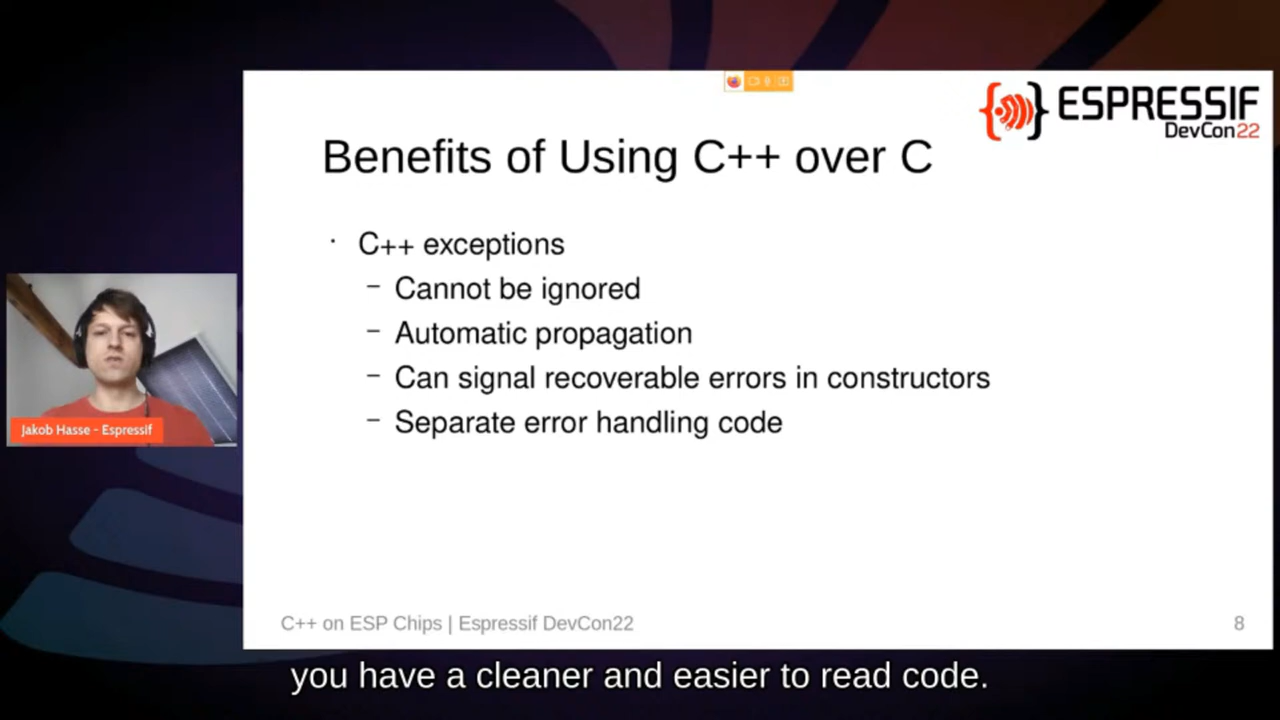 ESPRESSIF
DevCon22
Benefits of Using C++ over C
· C++ exceptions
– Cannot be ignored
– Automatic propagation
– Can signal recoverable errors in constructors
– Separate error handling code
Jakob Hasse - Espressif
C++ on ESP Chips | Espressif DevCon22
8
you have a cleaner and easier to read code.